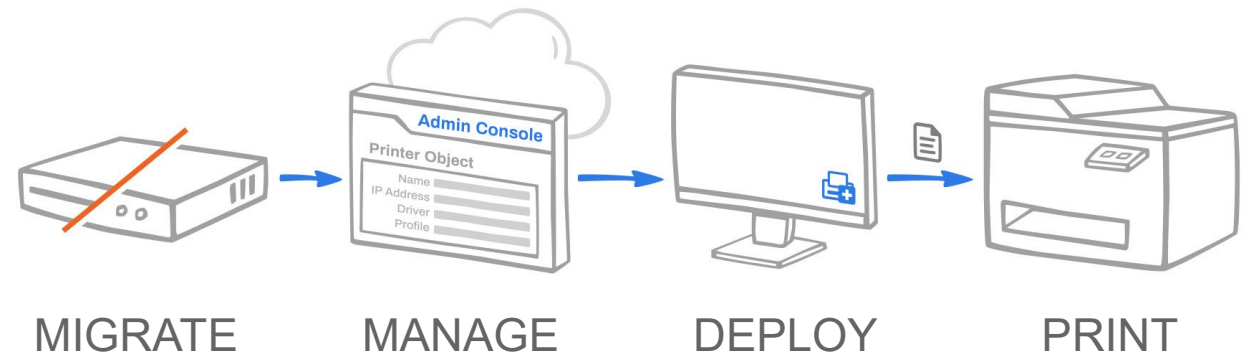 Admin Console
Printer Object
Name
IP Address
Driver
Profile
MIGRATE
MANAGE
DEPLOY
PRINT